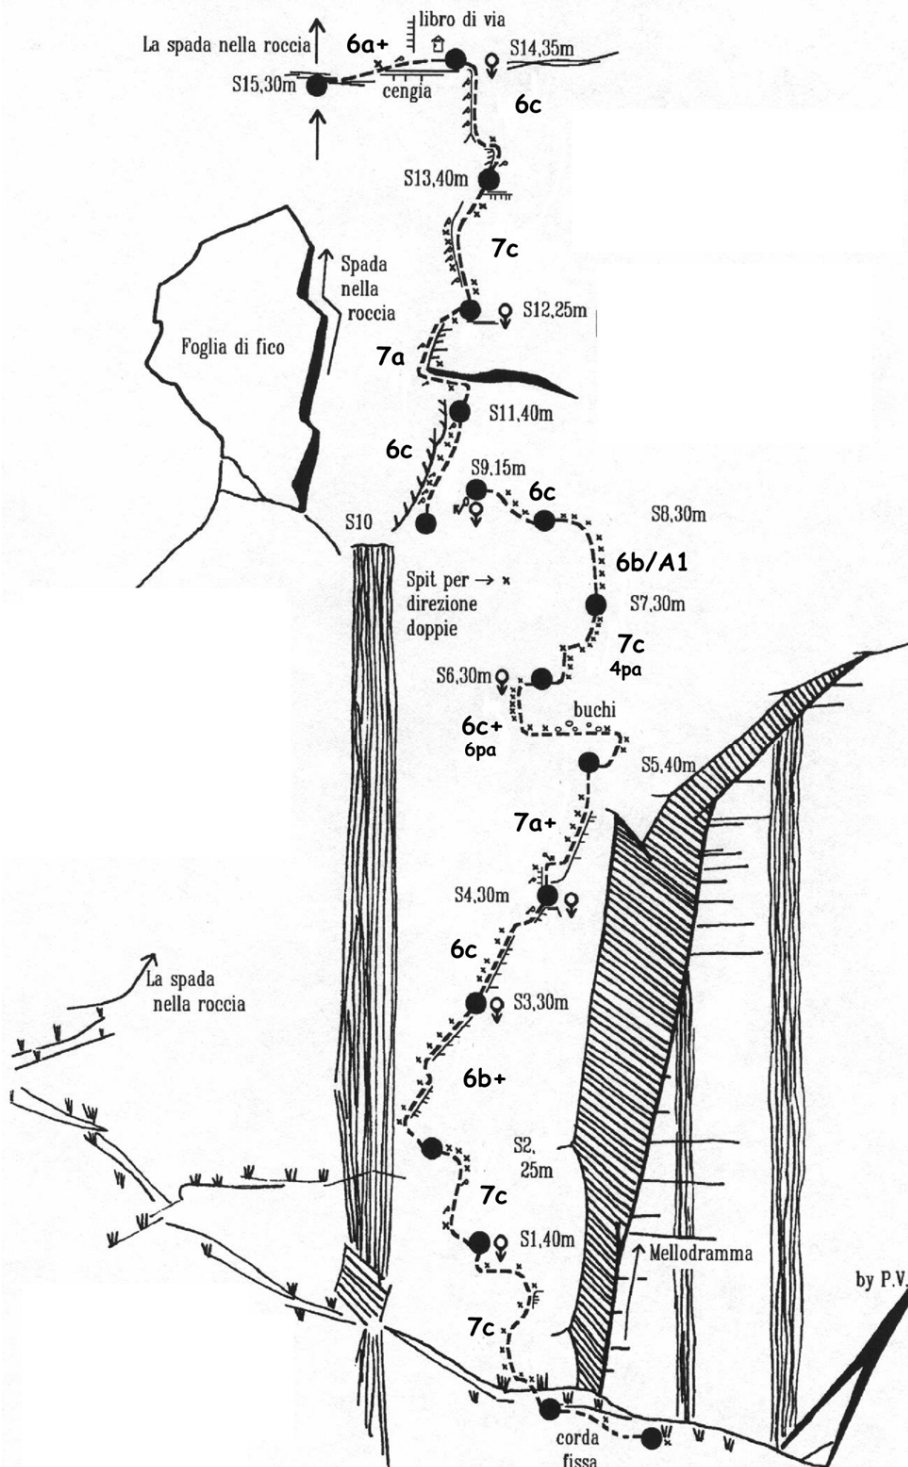 libro di via
La spada nella roccia
6a+
S14,35m
S15,30m
cengia
6c
S13,40m
7c
Spada
nella
roccia
S12,25m
Foglia di fico
7a
S11,40m
6c
S9,15m
6c
S10
S8,30m
6b/A1
Spit per → x
direzione
doppie
S7,30m
7c
4pa
S6,30m
buchi
6c+
6pa
S5,40m
7a+
S4,30m
6c
La spada
nella roccia
S3,30m
6b+
S2,
25m
7c
S1,40m
Mellodramma
by P.V.
7c
corda
fissa